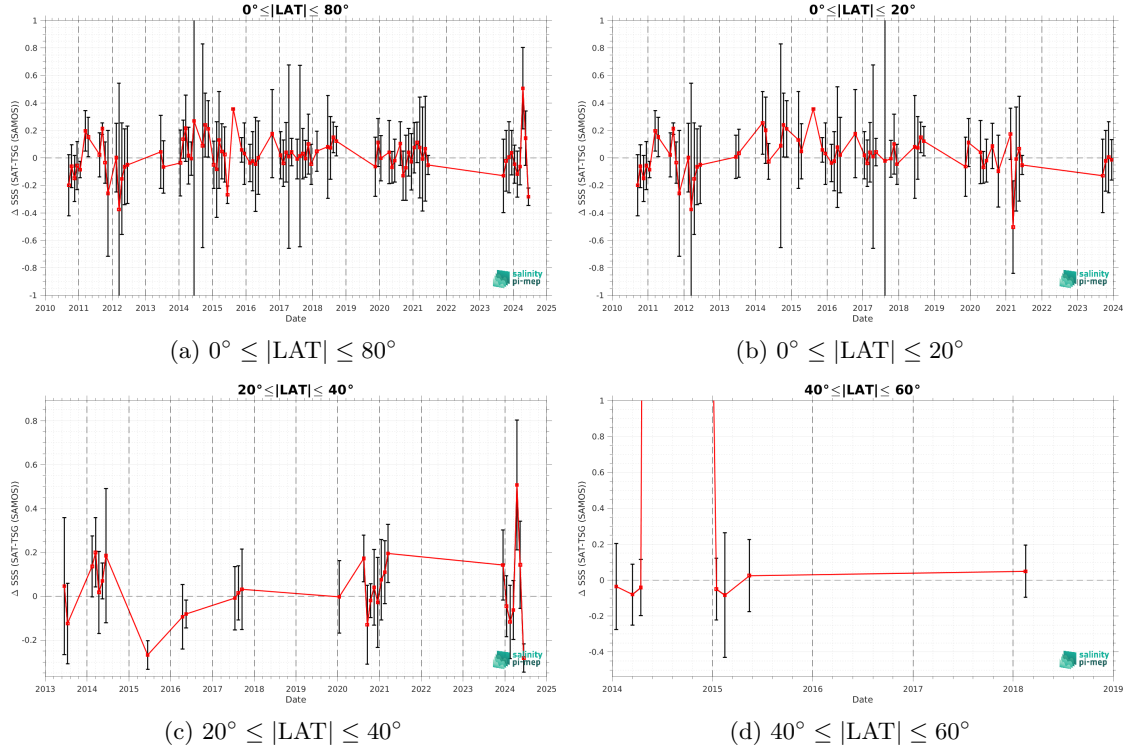 0°≤|LAT|≤ 80°
Δ SSS (SAT-TSG (SAMOS))
1
0.8
0.6
0.4
0.2
0
-0.2
-0.4
-0.6
-0.8
-1
2010 2011 2012 2013 2014 2015 2016 2017 2018 2019 2020 2021 2022 2023 2024 2025
Date
salinity
pi-mep
(a) 0° ≤ |LAT| ≤ 80°
0°≤|LAT|≤ 20°
Δ SSS (SAT-TSG (SAMOS))
1
0.8
0.6
0.4
0.2
0
-0.2
-0.4
-0.6
-0.8
-1
2010 2011 2012 2013 2014 2015 2016 2017 2018 2019 2020 2021 2022 2023 2024
Date
salinity
pi-mep
(b) 0° ≤ |LAT| ≤ 20°
20°≤|LAT|≤ 40°
Δ SSS (SAT-TSG (SAMOS))
0.8
0.6
0.4
0.2
0
-0.2
2013 2014 2015 2016 2017 2018 2019 2020 2021 2022 2023 2024 2025
Date
salinity
pi-mep
(c) 20° ≤ |LAT| ≤ 40°
40°≤|LAT|≤ 60°
Δ SSS (SAT-TSG (SAMOS))
1
0.8
0.6
0.4
0.2
0
-0.2
-0.4
2014 2015 2016 2017 2018 2019
Date
salinity
pi-mep
(d) 40° ≤ |LAT| ≤ 60°